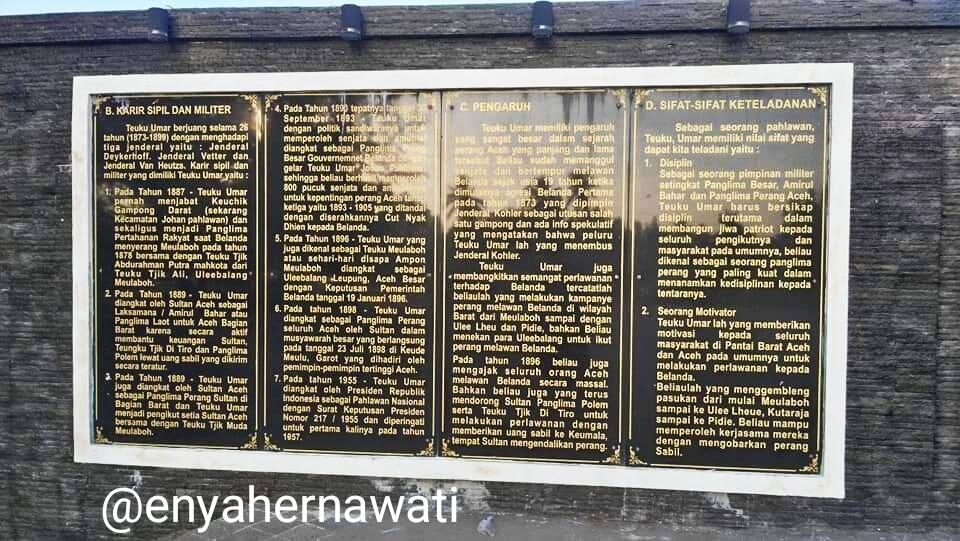 B. KARIR SIPIL DAN MILITER
Teuku Umar berjuang selama 26
tahun (1873-1899) dengan menghadapi
tiga jenderal yaitu : Jenderal
Deykerhoff. Jenderal Vetter dan
Jenderal Van Heutzs. Karir sipil dan
militer yang dimiliki Teuku Umar yaitu :
1. Pada Tahun 1887 - Teuku Umar
pernah menjabat Keuchik
Gampong Darat (sekarang
Kecamatan Johan pahlawan) dan
sekaligus menjadi Panglima
Pertahanan Rakyat saat Belanda
menyerang Meulaboh pada tahun
1878 bersama dengan Teuku Tjik
Abdurahman Putra mahkota dari
Teuku Tjik Ali, Uleebalang
Meulaboh.
2. Pada Tahun 1889 - Teuku Umar
diangkat oleh Sultan Aceh sebagai
Laksamana / Amirul Bahar atau
Panglima Laot untuk Aceh Bagian
Barat karena secara aktif
membantu keuangan Sultan,
Teungku Tjik Di Tiro dan Panglima
Polem lewat uang sabil yang dikirim
secara teratur.
Pada Tahun 1889 - Teuku Umar
juga diangkat oleh Sultan Aceh
sebagai Panglima Perang Sultan di
Bagian Barat dan Teuku Umar
menjadi pengikut setia Sultan Aceh
bersama dengan Teuku Tjik Muda
Meulaboh.
4. Pada Tahun 1893 tepatnya tanggal 30
September 1893 - Teuku Umar
dengan politik sandiwaranya untuk
memperoleh senjata dan amunisi
diangkat sebagai Panglima Prang
Besar Gouvernemnet Belanda dengan
gelar Teuku Umar Johan Pahlawan
sehingga beliau berhasil memperoleh
800 pucuk senjata dan amunisinya
untuk kepentingan perang Aceh tahap
ketiga yaitu 1893 - 1905 yang ditandai
dengan diserahkannya Cut Nyak
Dhien kepada Belanda.
5. Pada Tahun 1896 - Teuku Umar yang
juga dikenal sebagai Teuku Meulaboh
atau sehari-hari disapa Ampon
Meulaboh diangkat sebagai
Uleebalang Leupung, Aceh Besar
dengan Keputusan Pemerintah
Belanda tanggal 19 Januari 1896.
6. Pada tahun 1898 - Teuku Umar
diangkat sebagai Panglima Perang
seluruh Aceh oleh Sultan dalam
musyawarah besar yang berlangsung
pada tanggal 23 Juli 1898 di Keude
Meulu, Garot yang dihadiri oleh
pemimpin-pemimpin tertinggi Aceh.
7. Pada tahun 1955 - Teuku Umar
diangkat oleh Presiden Republik
Indonesia sebagai Pahlawan Nasional
dengan Surat Keputusan Presiden
Nomor 217 / 1955 dan diperingati
untuk pertama kalinya pada tahun
1957.
C. PENGARUH
Teuku Umar memiliki pengaruh
yang sangat besar dalam sejarah
perang Aceh yang panjang dan lama
tersebut Beliau sudah memanggul
senjata dan bertempur melawan
Belanda sejak usia 19 tahun ketika
dimulainya agresi Belanda Pertama
pada tahun 1873 yang dipimpin
Jenderal Kohler sebagai utusan salah
satu gampong dan ada info spekulatif
yang mengatakan bahwa peluru
Teuku Umar lah yang menembus
Jenderal Kohler.
Teuku Umar juga
membangkitkan semangat perlawanan
terhadap Belanda tercatatlah
beliaulah yang melakukan kampanye
perang melawan Belanda di wilayah
Barat dari Meulaboh sampai dengan
Ulee Lheu dan Pidie, bahkan Beliau
menekan para Uleebalang untuk ikut
perang melawan Belanda.
Pada tahun 1896 beliau juga
mengajak seluruh orang Aceh
melawan Belanda secara massal.
Bahkan beliau juga yang terus
mendorong Sultan Panglima Polem
serta Teuku Tjik Di Tiro untuk
melakukan perlawanan dengan
memberikan uang sabil ke Keumala,
tempat Sultan mengendalikan perang.
D. SIFAT-SIFAT KETELADANAN
Sebagai seorang pahlawan,
Teuku, Umar memiliki nilai sifat yang
dapat kita teladani yaitu :
1. Disiplin
Sebagai seorang pimpinan militer
setingkat Panglima Besar, Amirul
Bahar dan Panglima Perang Aceh,
Teuku Umar harus bersikap
disiplin terutama dalam
membangun jiwa patriot kepada
seluruh pengikutnya dan
masyarakat pada umumnya, beliau
dikenal sebagai seorang panglima
perang yang paling kuat dalam
menanamkan kedisiplinan kepada
tentaranya.
2. Seorang Motivator
Teuku Umar lah yang memberikan
motivasi kepada seluruh
masyarakat di Pantai Barat Aceh
dan Aceh pada umumnya untuk
melakukan perlawanan kepada
Belanda.
Beliaulah yang menggembleng
pasukan dari mulai Meulaboh
sampai ke Ulee Lheue, Kutaraja
sampai ke Pidie, Beliau mampu
memperoleh kerjasama mereka
dengan mengobarkan perang
Sabil.
@enyahernawati